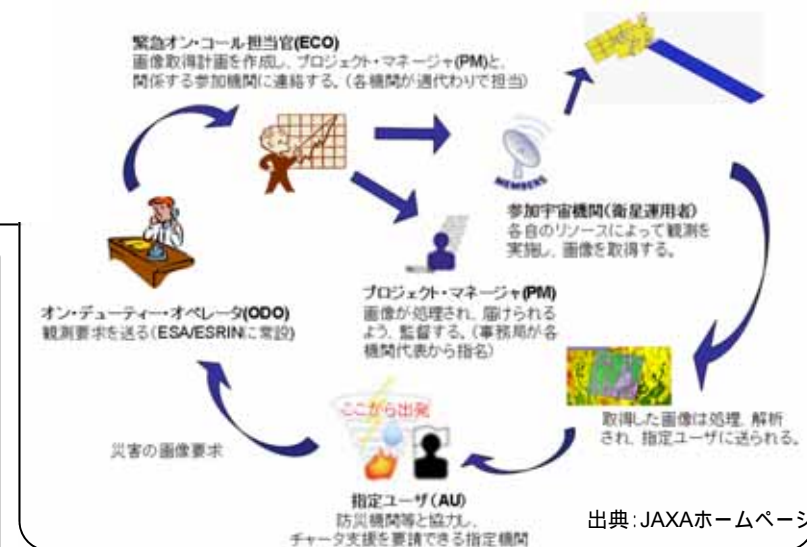 緊急オン・コール担当官(ECO)
画像取得計画を作成し、プロジェクト・マネージャ(PM)と、
関係する参加機関に連絡する。（各機関が週代わりで担当）
MEMBERS
参加宇宙機関（衛星運用者）
各自のリソースによって観測を
実施し、画像を取得する。
プロジェクト・マネージャ(PM)
画像が処理され、届けられる
よう、監督する。（事務局が各
機関代表から指名）
オン・デューティー・オペレータ(ODO)
観測要求を送る(ESA/ESRINに常設)
取得した画像は処理、解析
され、指定ユーザに送られる。
ここから出発
災害の画像要求
指定ユーザ(AU)
防災機関等と協力し、
チャータ支援を要請できる指定機関
出典：JAXAホームページ